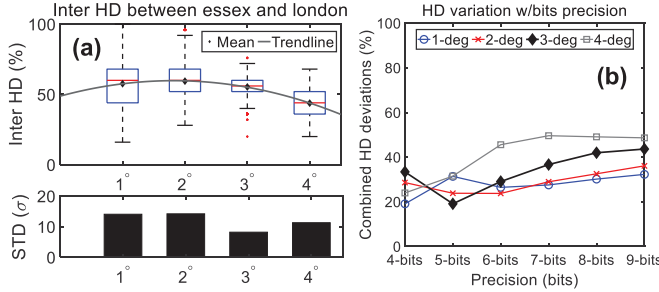 Inter HD between essex and london
(a)
Mean
Trendline
Inter HD (%)
100
50
0
1°
2°
3°
4°
STD (σ)
20
10
0
1°
2°
3°
4°
HD variation w/bits precision
1-deg
2-deg
3-deg
4-deg
(b)
Combined HD deviations (%)
100
80
60
40
20
0
4-bits
5-bits
6-bits
7-bits
8-bits
9-bits
Precision (bits)